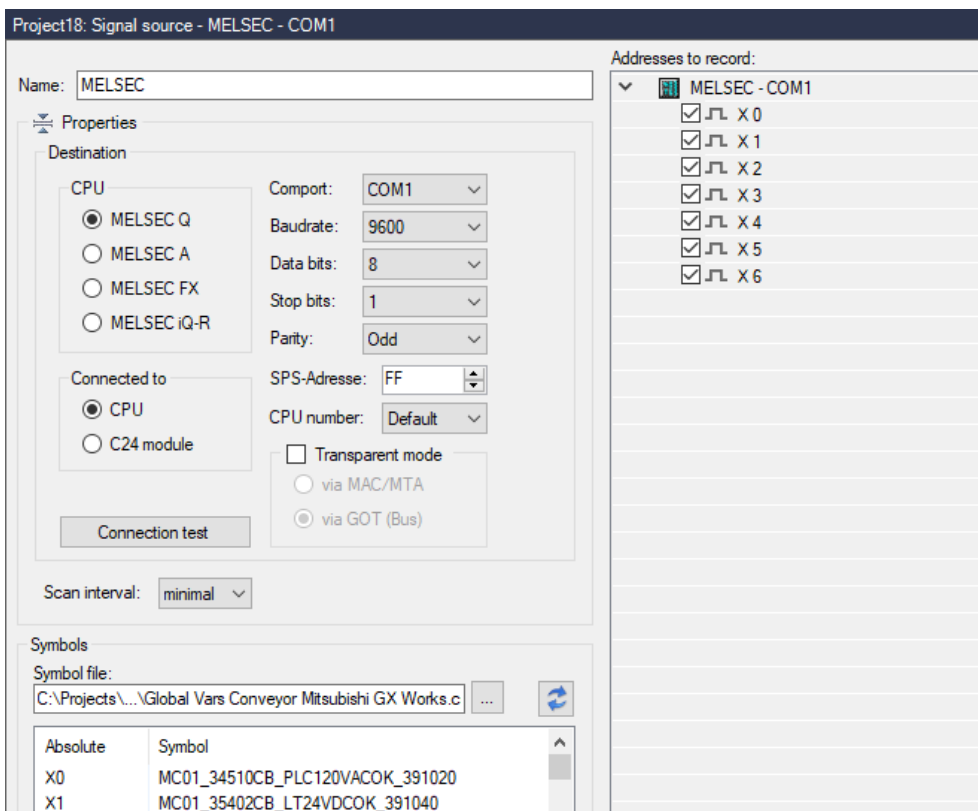 Project18: Signal source - MELSEC - COM1
Name: MELSEC
Properties
Destination
CPU
MELSEC Q
MELSEC A
MELSEC FX
MELSEC iQ-R
Connected to
CPU
C24 module
Connection test
Comport: COM1
Baudrate: 9600
Data bits: 8
Stop bits: 1
Parity: Odd
SPS-Adresse: FF
CPU number: Default
Transparent mode
via MAC/MTA
via GOT (Bus)
Scan interval: minimal
Symbols
Symbol file:
C:\Projects\...\Global Vars Conveyor Mitsubishi GX Works.c ...
Absolute Symbol
X0 MC01_34510CB_PLC120VACOK_391020
X1 MC01_35402CB_LT24VDCOK_391040
Addresses to record:
MELSEC - COM1
X 0
X 1
X 2
X 3
X 4
X 5
X 6